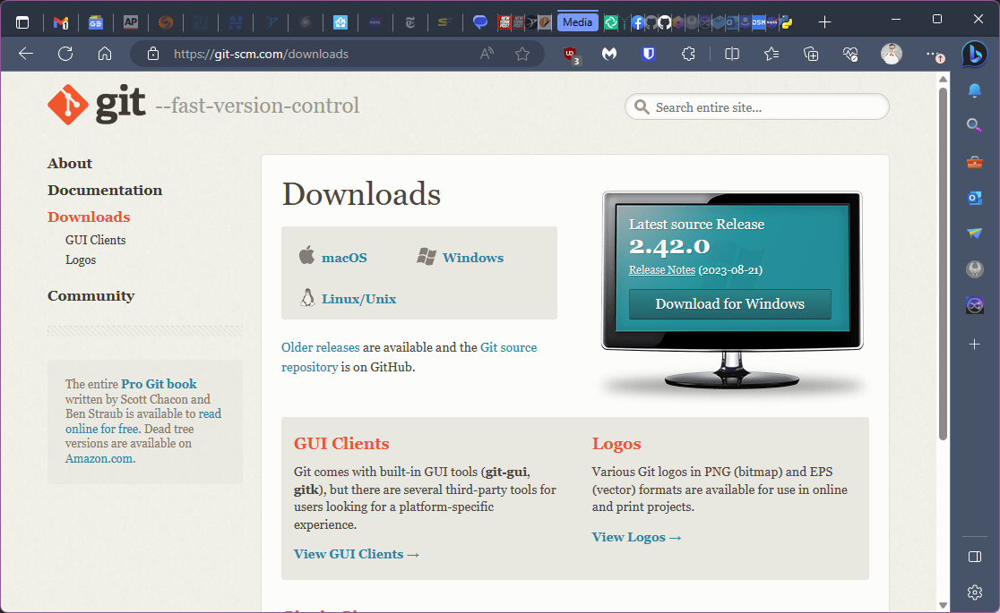 AP
Media
DSH
https://git-scm.com/downloads
A
UD
3
git --fast-version-control
Search entire site...
About
Documentation
Downloads
GUI Clients
Logos
Community
The entire Pro Git book
written by Scott Chacon and
Ben Straub is available to read
online for free. Dead tree
versions are available on
Amazon.com.
Downloads
macOS
Windows
Linux/Unix
Older releases are available and the Git source
repository is on GitHub.
Latest source Release
2.42.0
Release Notes (2023-08-21)
Download for Windows
GUI Clients
Git comes with built-in GUI tools (git-gui,
gitk), but there are several third-party tools for
users looking for a platform-specific
experience.
View GUI Clients →
Logos
Various Git logos in PNG (bitmap) and EPS
(vector) formats are available for use in online
and print projects.
View Logos →